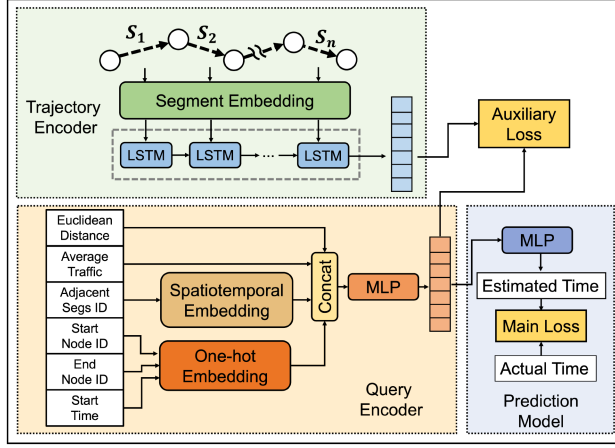 S₁
S₂
Sₙ
Trajectory
Encoder
Segment Embedding
LSTM
LSTM
...
LSTM
Auxiliary
Loss
Euclidean
Distance
Average
Traffic
Adjacent
Segs ID
Start
Node ID
End
Node ID
Start
Time
Spatiotemporal
Embedding
One-hot
Embedding
Concat
MLP
Query
Encoder
MLP
Estimated Time
Main Loss
Actual Time
Prediction
Model